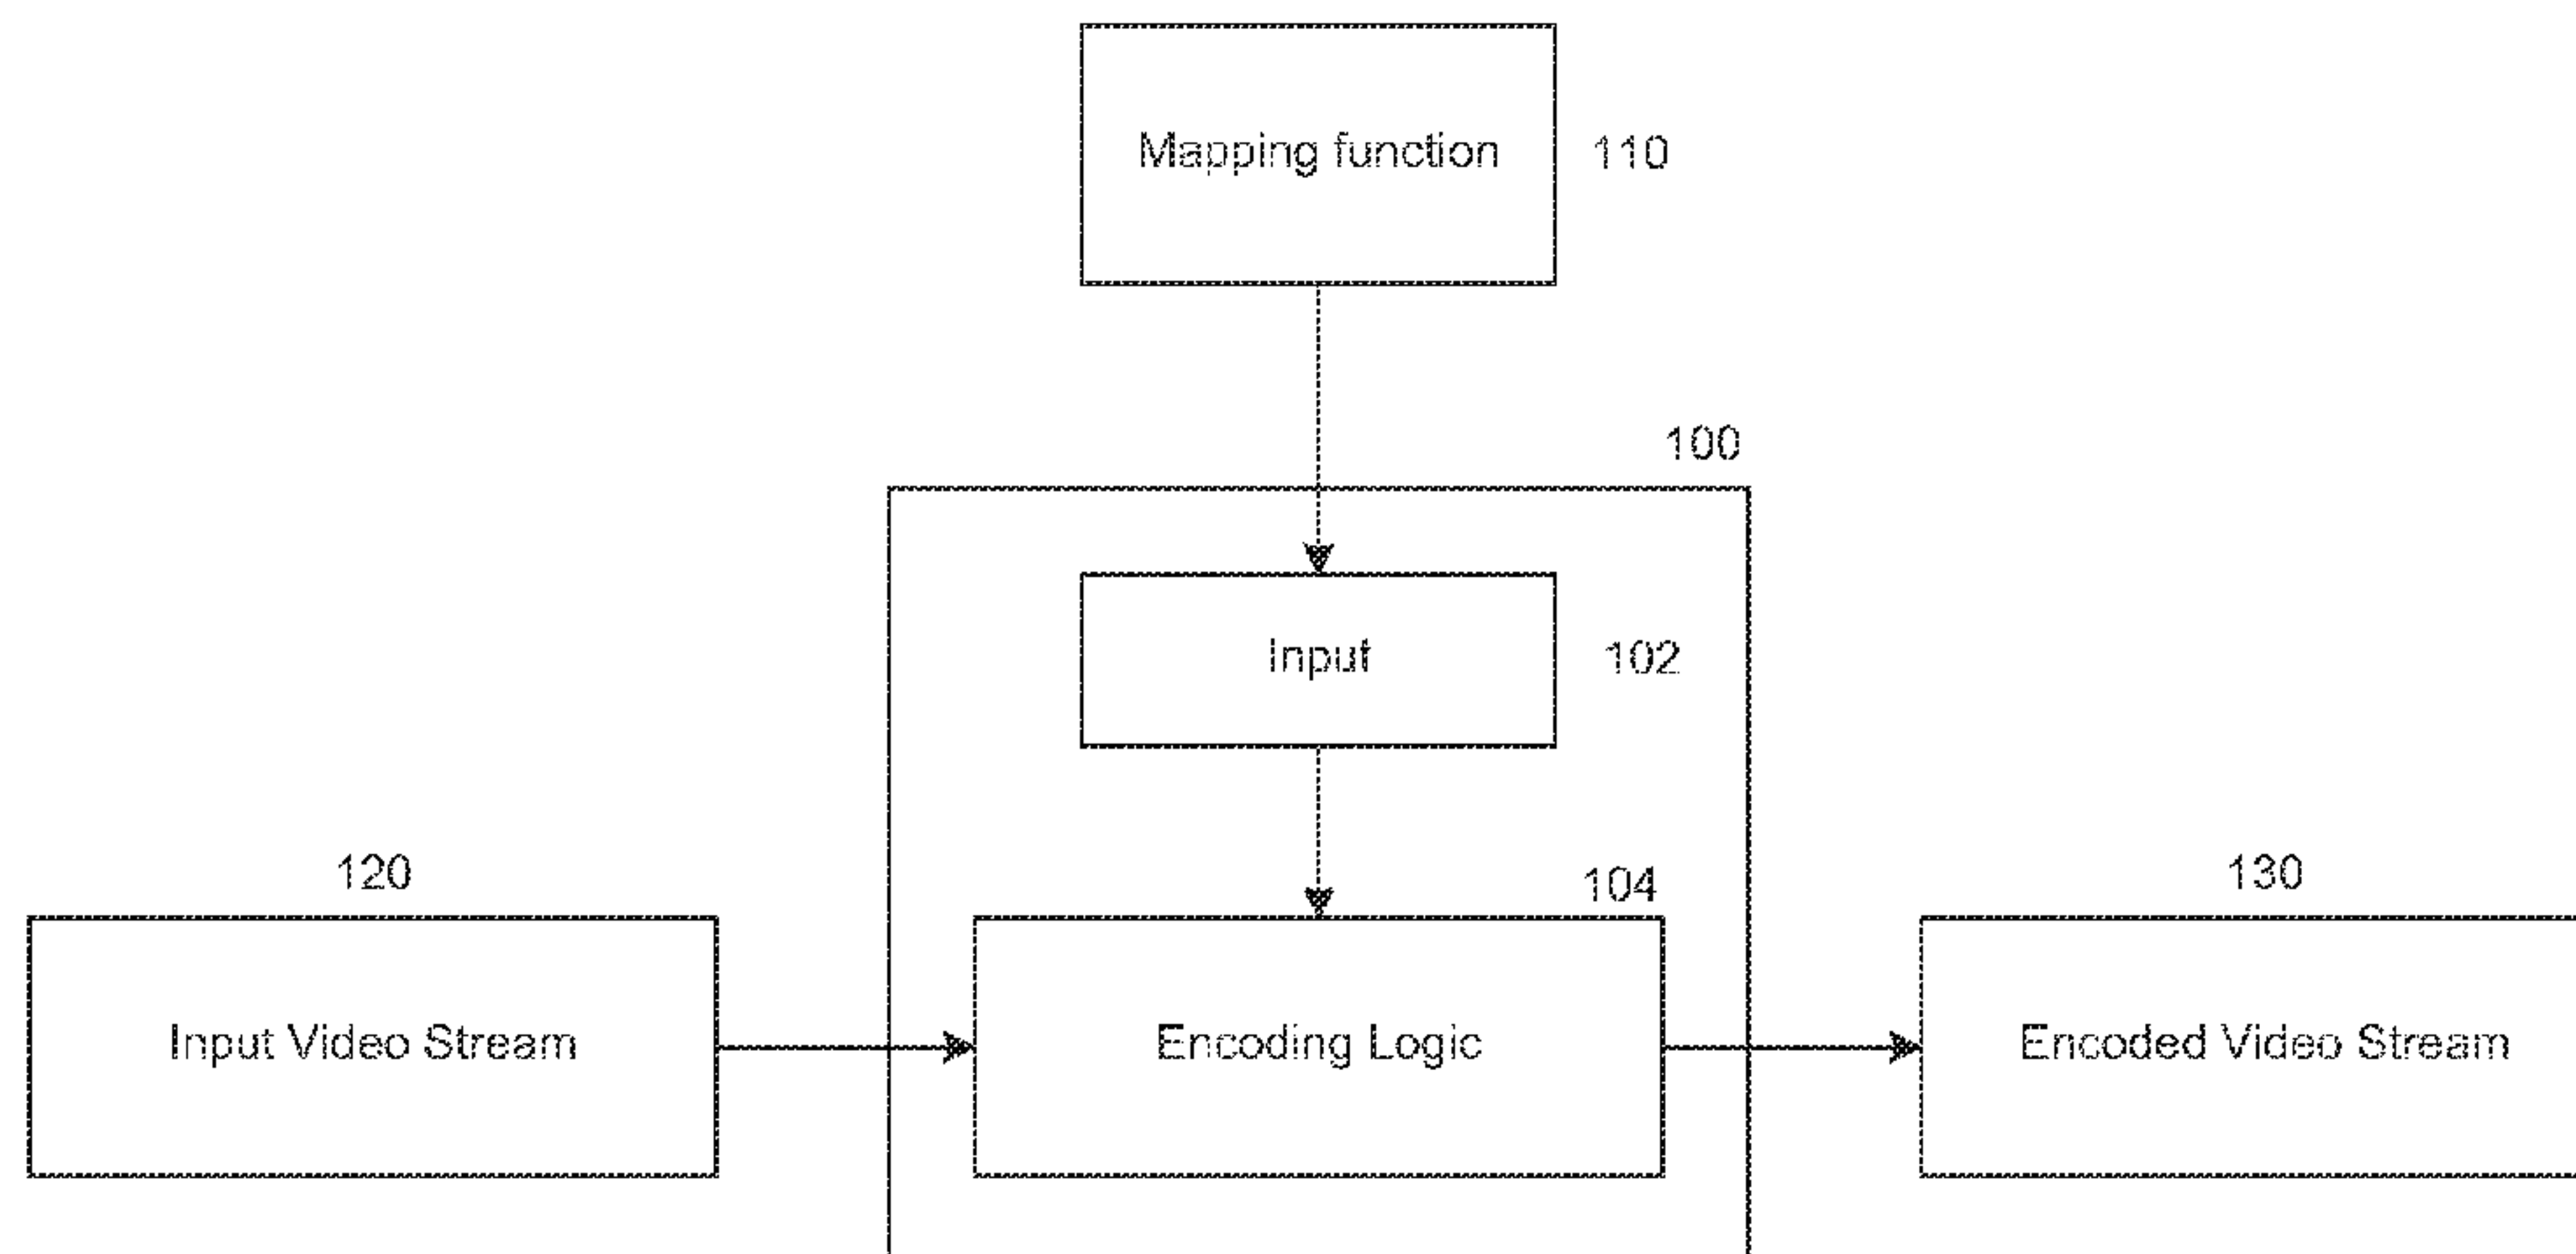 Mapping function
110
100
Input
102
120
104
130
Input Video Stream
Encoding Logic
Encoded Video Stream